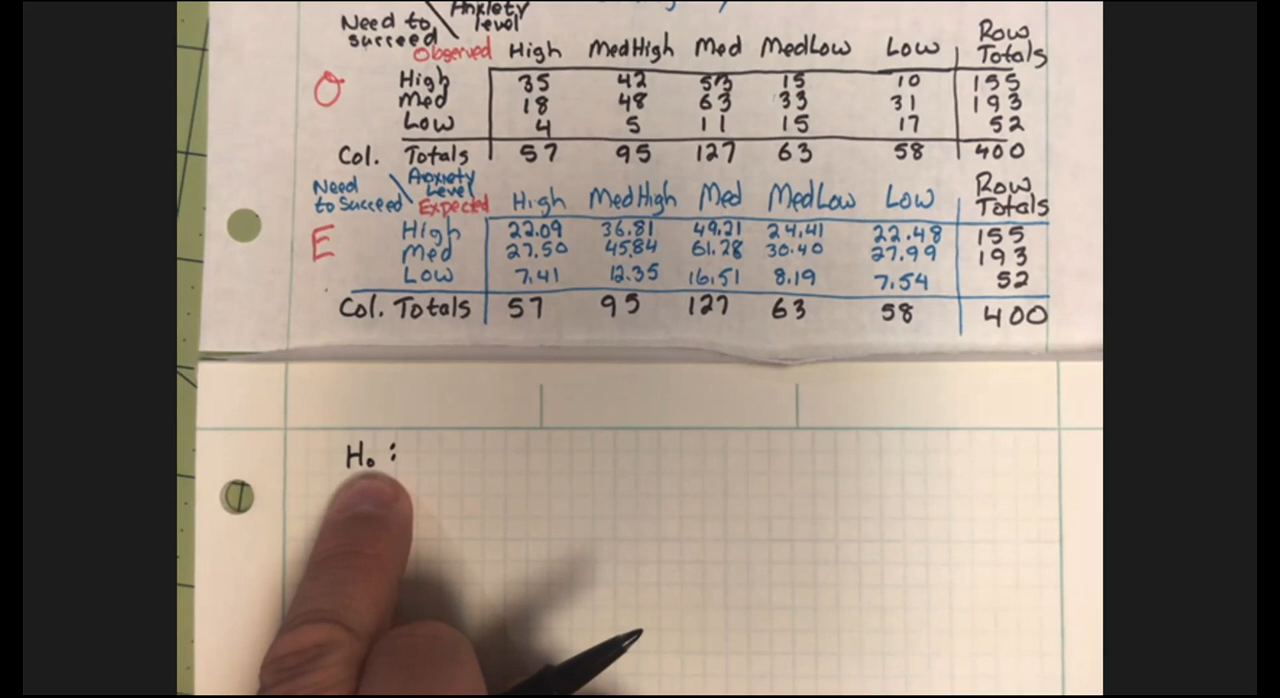 Anxiety
Need to level
succeed
Observed High MedHigh Med MedLow Low Row Totals
O High 35 42 53 15 10 155
Med 18 48 63 33 31 193
Low 4 5 11 15 17 52
Col. Totals 57 95 127 63 58 400
Need Anxiety
to Succeed Level
Expected High MedHigh Med MedLow Low Row Totals
E High 22.09 36.81 49.21 24.41 22.48 155
Med 27.50 45.84 61.28 30.40 27.99 193
Low 7.41 12.35 16.51 8.19 7.54 52
Col. Totals 57 95 127 63 58 400
H₀ :